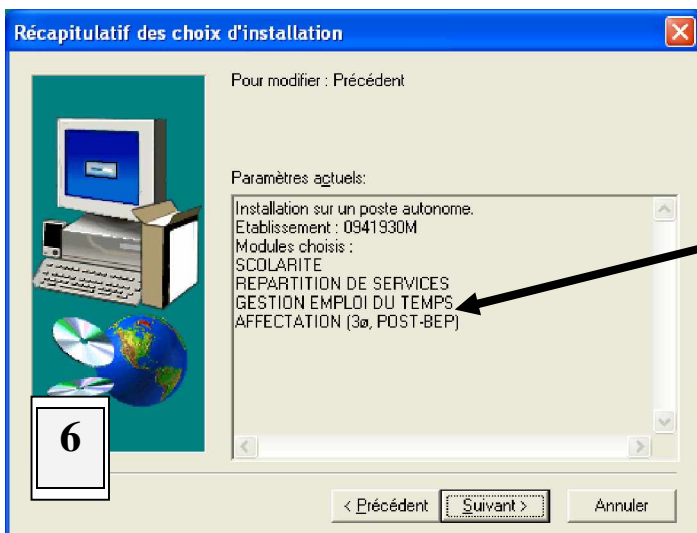 Récapitulatif des choix d'installation
Pour modifier : Précédent
Paramètres actuels:
Installation sur un poste autonome.
Etablissement : 0941930M
Modules choisis :
SCOLARITE
REPARTITION DE SERVICES
GESTION EMPLOI DU TEMPS
AFFECTATION (3ø, POST-BEP)
6
< Précédent
Suivant >
Annuler